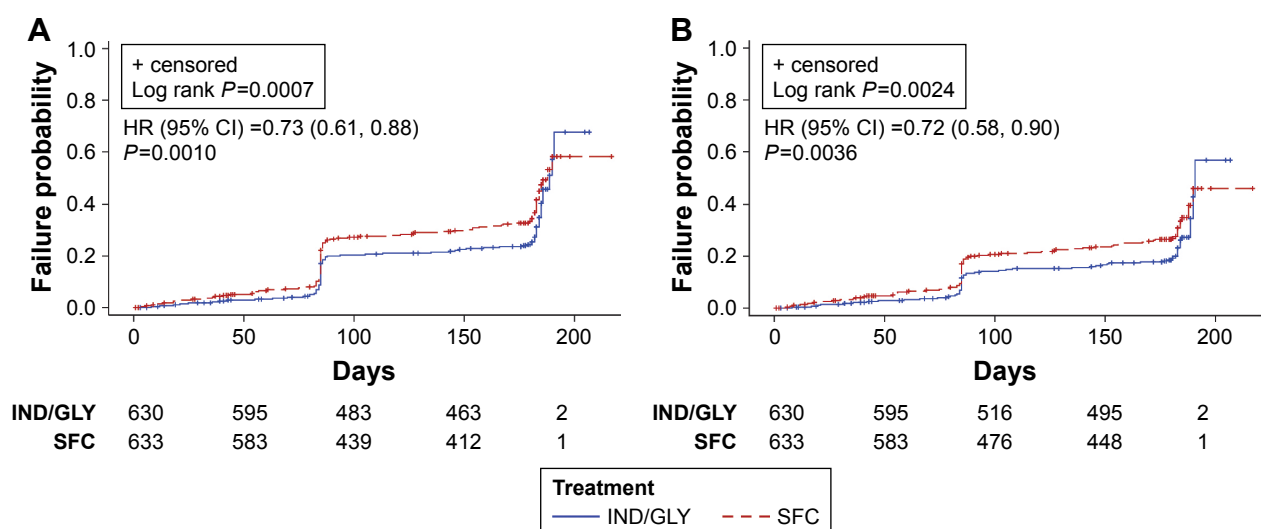 A
1.0
0.8
0.6
0.4
0.2
0.0
Failure probability
+ censored
Log rank P=0.0007
HR (95% CI) =0.73 (0.61, 0.88)
P=0.0010
0 50 100 150 200
Days
IND/GLY 630 595 483 463 2
SFC 633 583 439 412 1
B
1.0
0.8
0.6
0.4
0.2
0.0
Failure probability
+ censored
Log rank P=0.0024
HR (95% CI) =0.72 (0.58, 0.90)
P=0.0036
0 50 100 150 200
Days
IND/GLY 630 595 516 495 2
SFC 633 583 476 448 1
Treatment
IND/GLY SFC